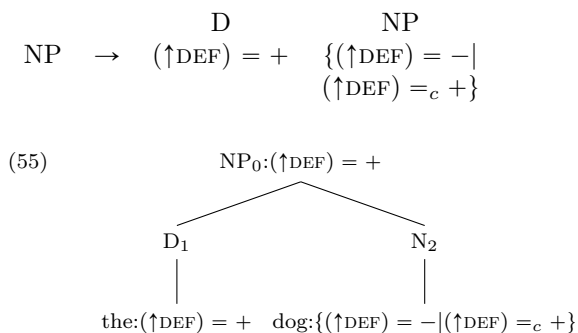 D NP
NP → (↑DEF) = + {(↑DEF) = −|
(↑DEF) =c +}
(55) NP₀:(↑DEF) = +
D₁ N₂
the:(↑DEF) = + dog:{(↑DEF) = −|(↑DEF) =c +}